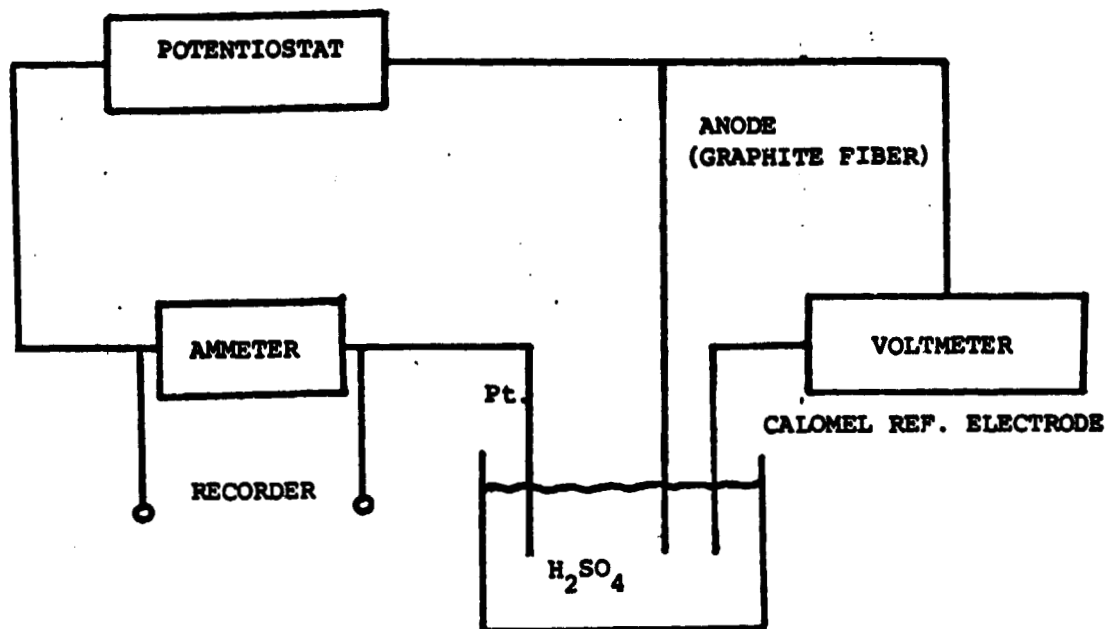 POTENTIOSTAT
ANODE
(GRAPHITE FIBER)
AMMETER
VOLTMETER
Pt.
CALOMEL REF. ELECTRODE
RECORDER
H₂SO₄